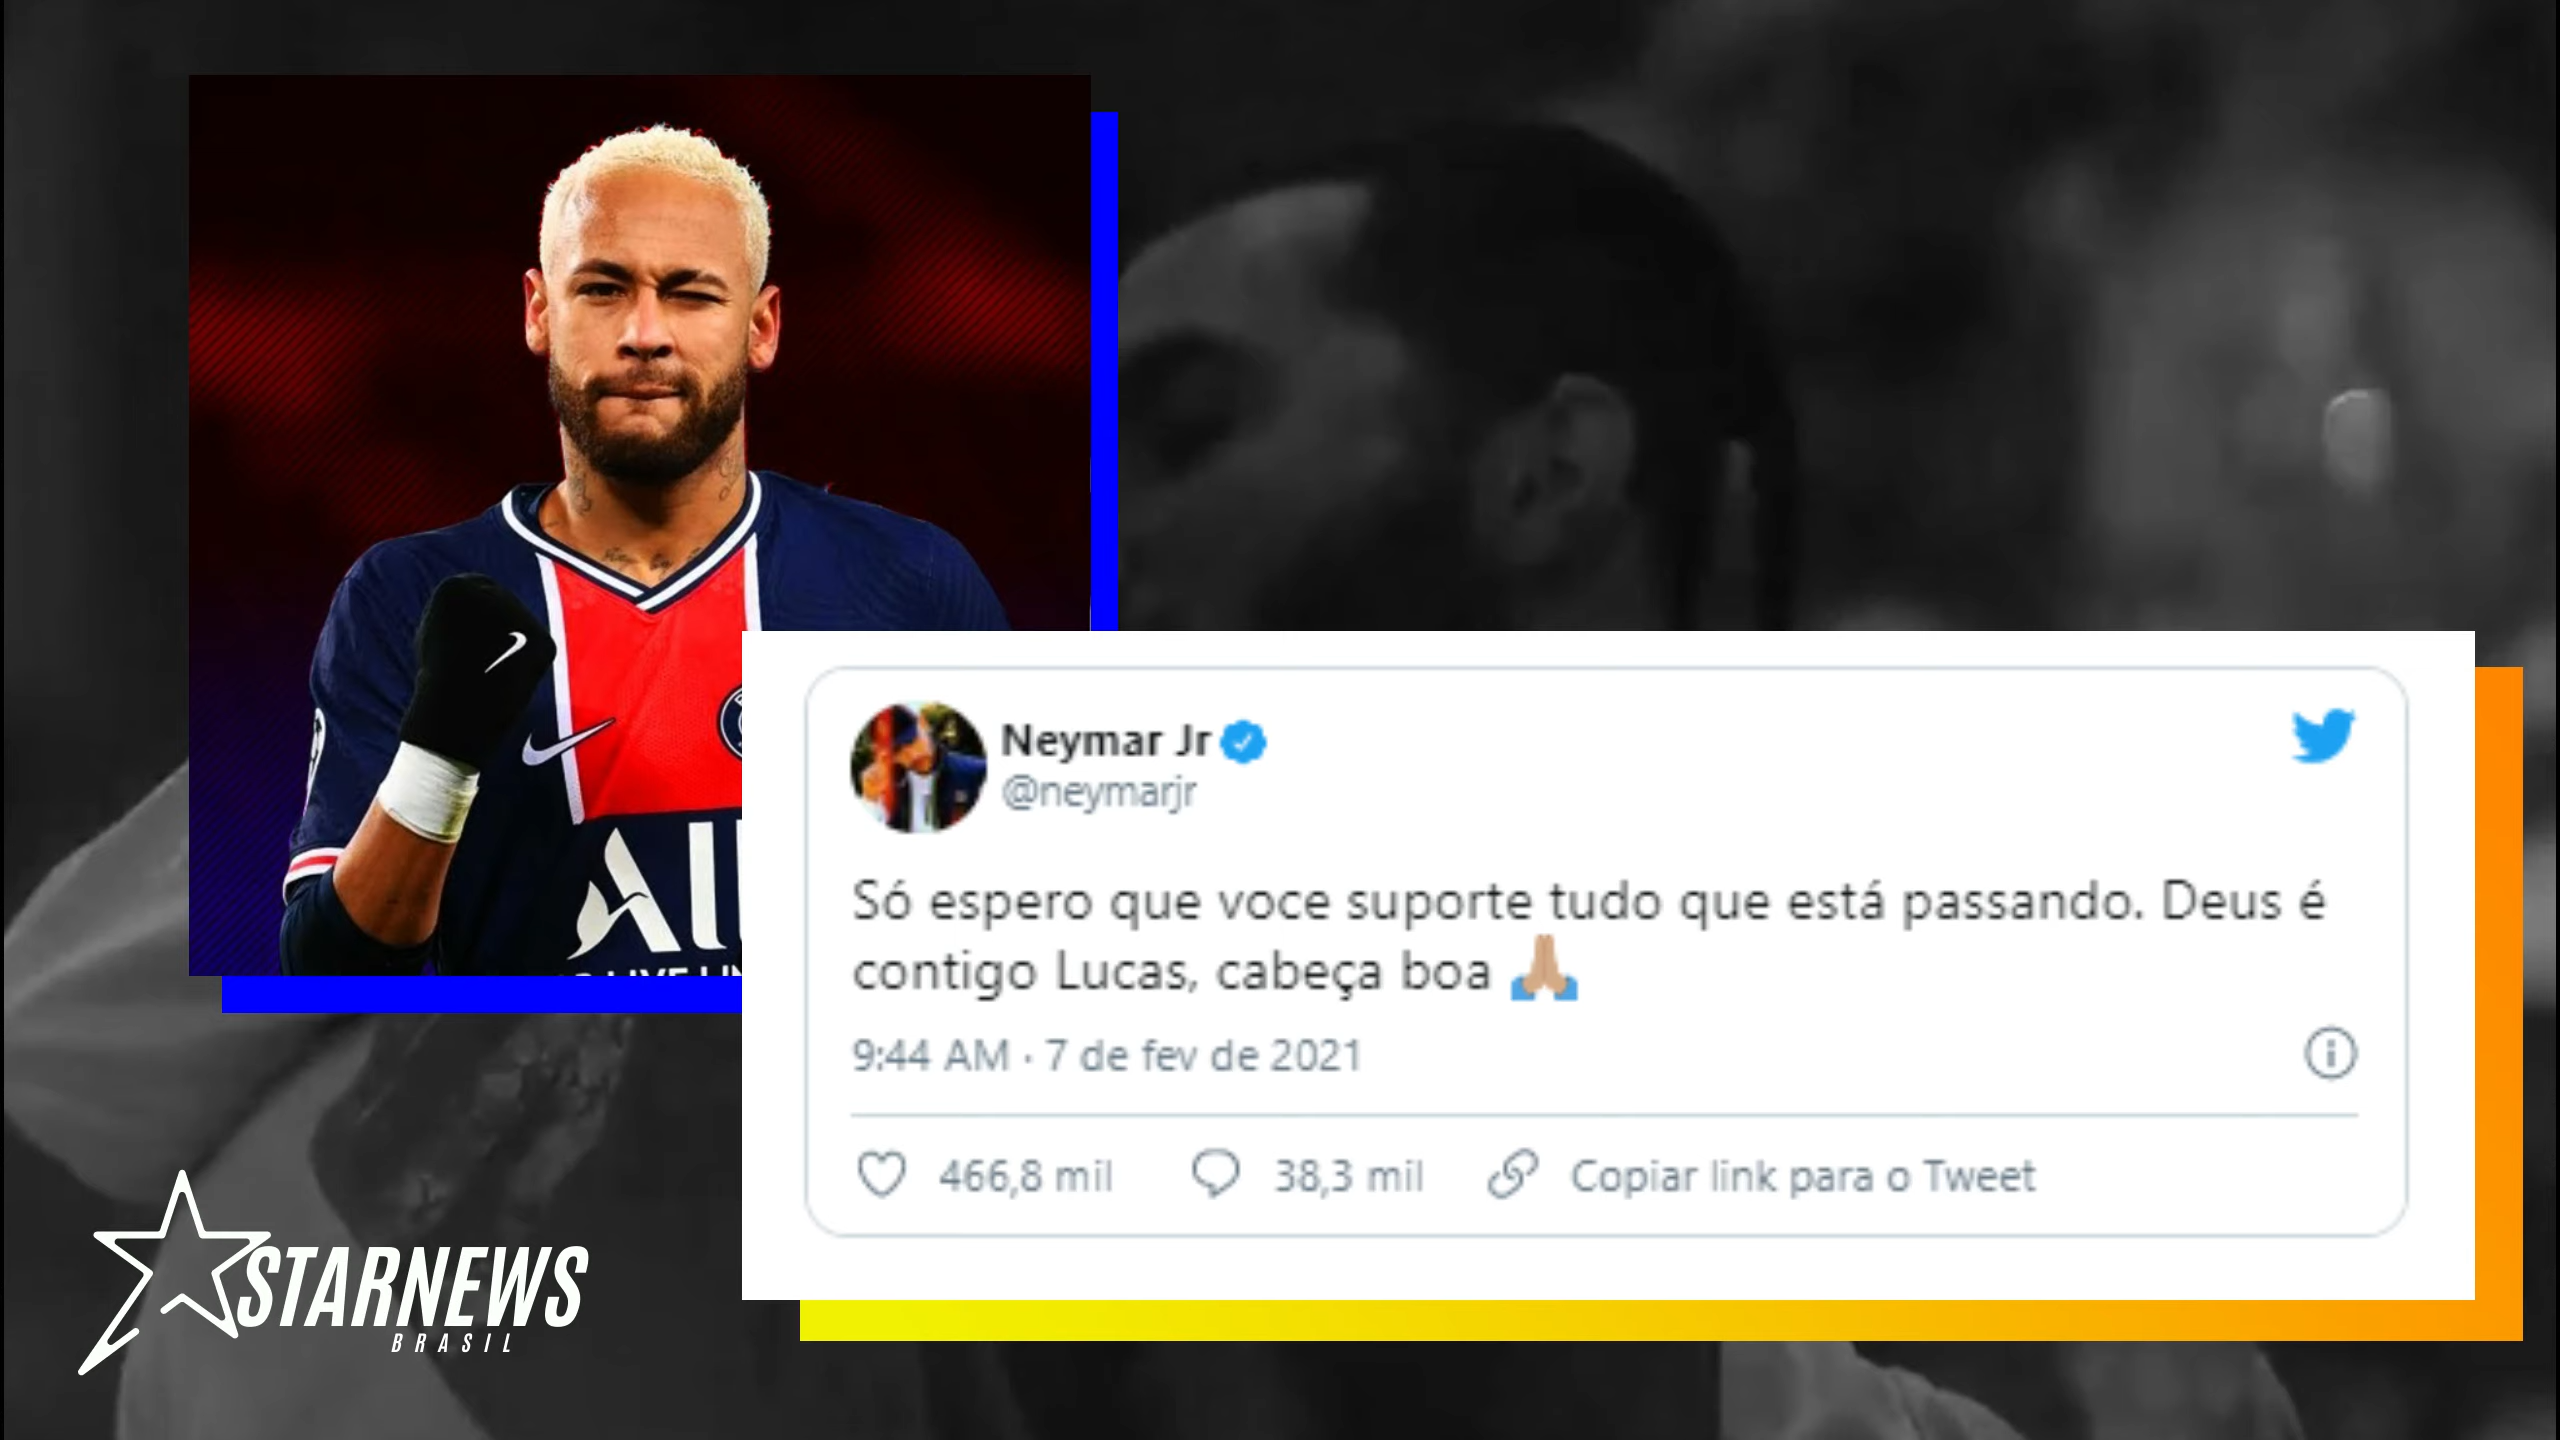 Neymar Jr
@neymarjr
Só espero que voce suporte tudo que está passando. Deus é
contigo Lucas, cabeça boa
9:44 AM · 7 de fev de 2021
466,8 mil 38,3 mil Copiar link para o Tweet
STARNEWS
BRASIL